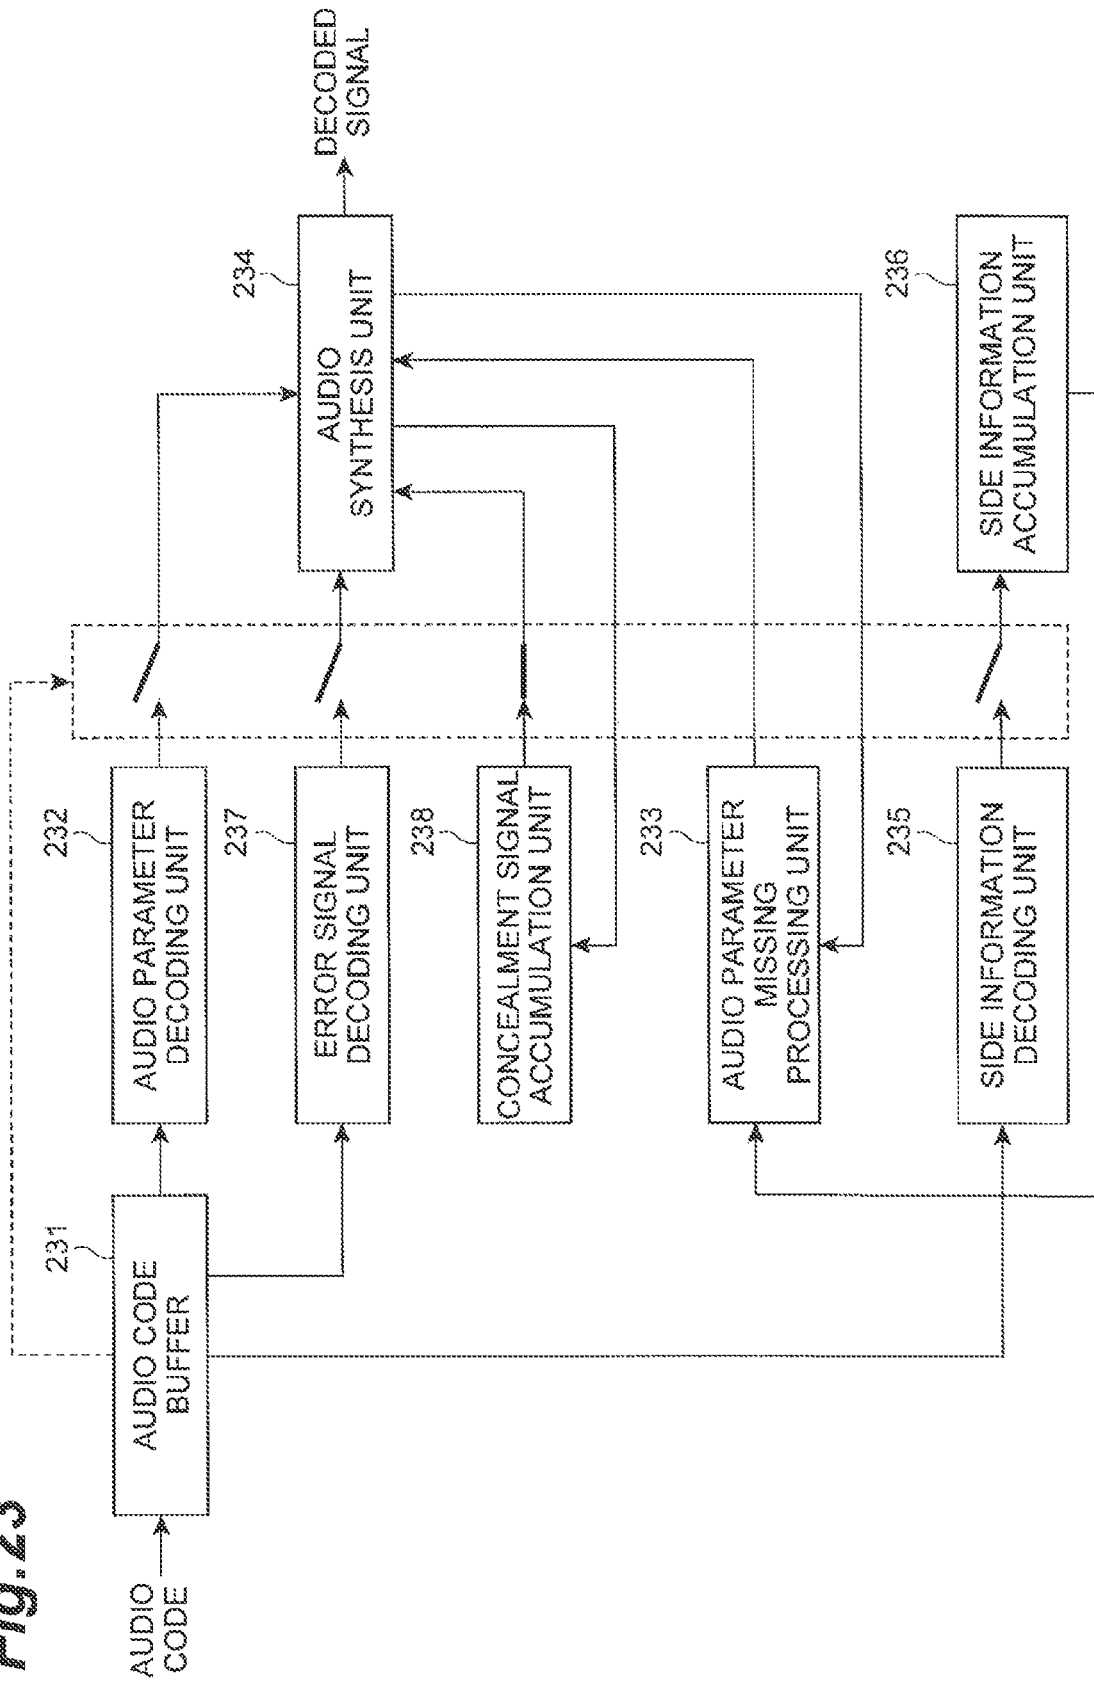 Fig.23
AUDIO
CODE
231
AUDIO CODE
BUFFER
232
AUDIO PARAMETER
DECODING UNIT
237
ERROR SIGNAL
DECODING UNIT
238
CONCEALMENT SIGNAL
ACCUMULATION UNIT
233
AUDIO PARAMETER
MISSING
PROCESSING UNIT
235
SIDE INFORMATION
DECODING UNIT
234
AUDIO
SYNTHESIS UNIT
DECODED
SIGNAL
236
SIDE INFORMATION
ACCUMULATION UNIT